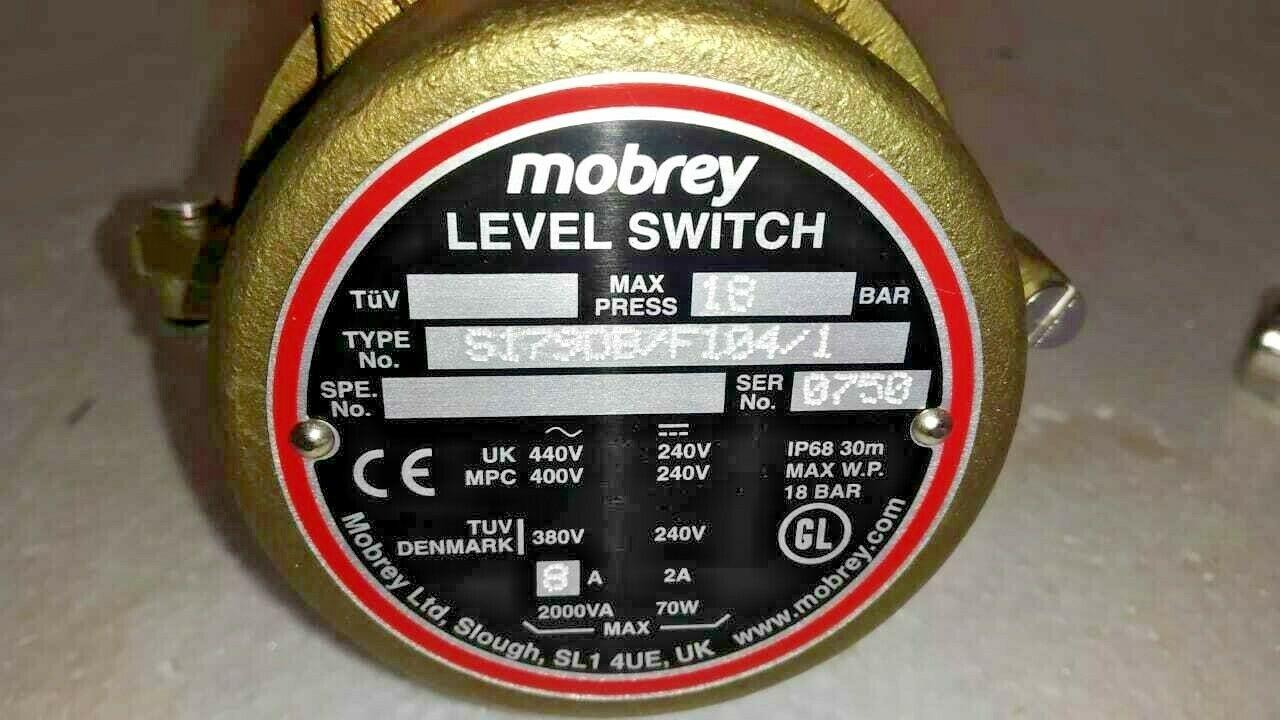 mobrey
LEVEL SWITCH
TüV MAX PRESS 18 BAR
TYPE No. S179DB/F104/1
SPE. No. SER No. 0750
UK 440V 240V IP68 30m
MPC 400V 240V MAX W.P.
18 BAR
CE
TUV
DENMARK 380V 240V
GL
8 A 2A
2000VA 70W
MAX
Mobrey Ltd, Slough, SL1 4UE, UK www.mobrey.com